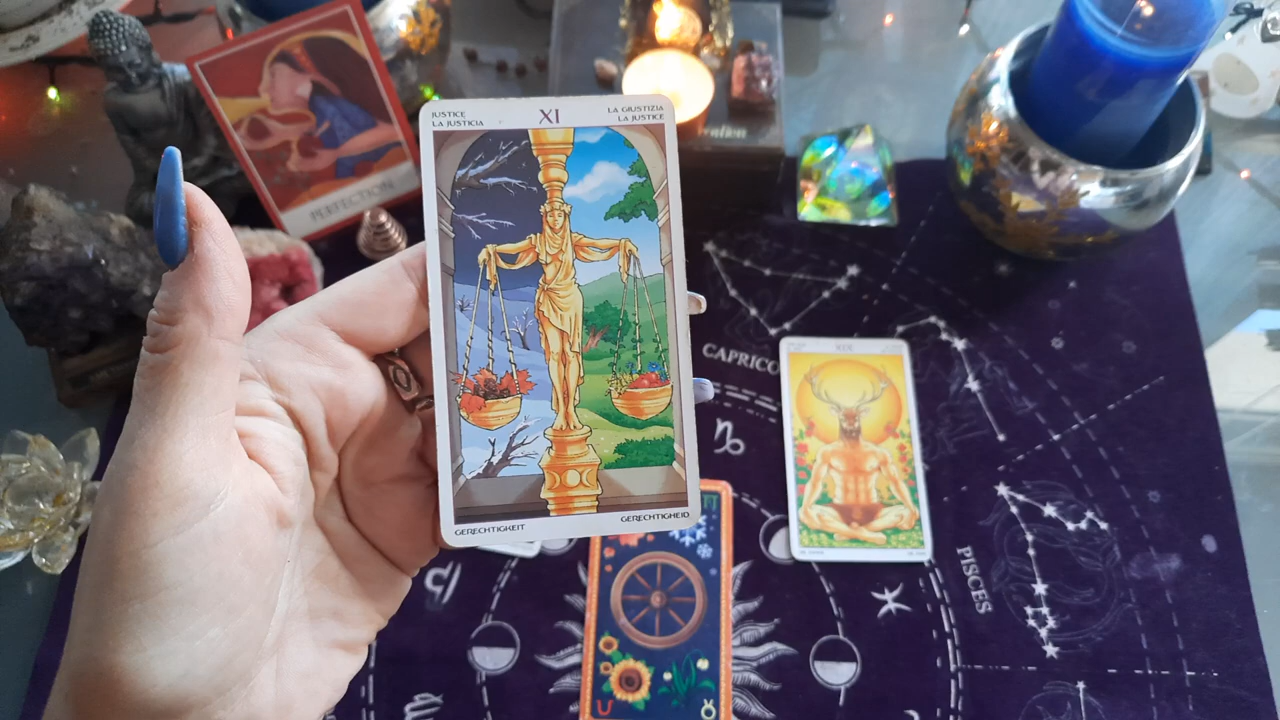 JUSTICE
LA JUSTICIA
XI
LA GIUSTIZIA
LA JUSTICE
GERECHTIGKEIT
GERECHTIGHEID
PERFECTION
CAPRICO
PISCES